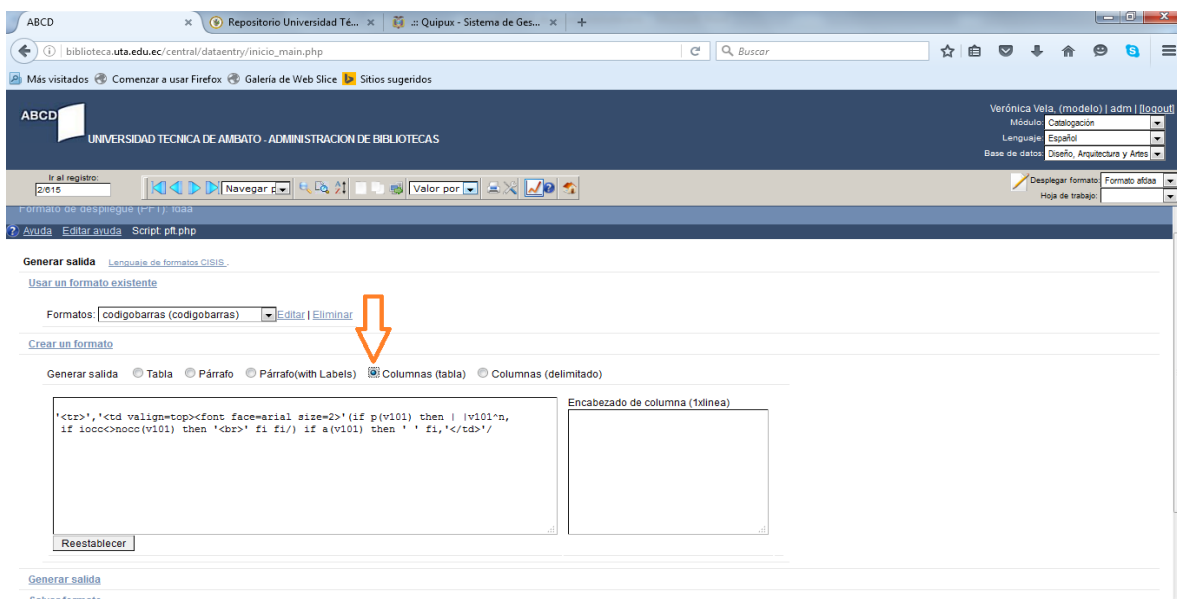 ABCD
Repositorio Universidad Té...
.:: Quipux - Sistema de Ges...
biblioteca.uta.edu.ec/central/dataentry/inicio_main.php
Buscar
Más visitados Comenzar a usar Firefox Galería de Web Slice Sitios sugeridos
ABCD
UNIVERSIDAD TECNICA DE AMBATO - ADMINISTRACION DE BIBLIOTECAS
Verónica Vela, (modelo) | adm | [logout]
Módulo: Catalogación
Lenguaje: Español
Base de datos: Diseño, Arquitectura y Artes
Ir al registro:
2/615
Navegar
Valor por
Desplegar formato: Formato afdaa
Hoja de trabajo:
Formato de despliegue (PFT): fdaa
Ayuda Editar ayuda Script: pft.php
Generar salida Lenguaje de formatos CISIS .
Usar un formato existente
Formatos: codigobarras (codigobarras) Editar | Eliminar
Crear un formato
Generar salida Tabla Párrafo Párrafo(with Labels) Columnas (tabla) Columnas (delimitado)
Encabezado de columna (1xlinea)
'<tr>','<td valign=top><font face=arial size=2>'(if p(v101) then | |v101^n,
if iocc<>nocc(v101) then '<br>' fi fi/) if a(v101) then ' ' fi,'</td>'/
Reestablecer
Generar salida
Salvar formato